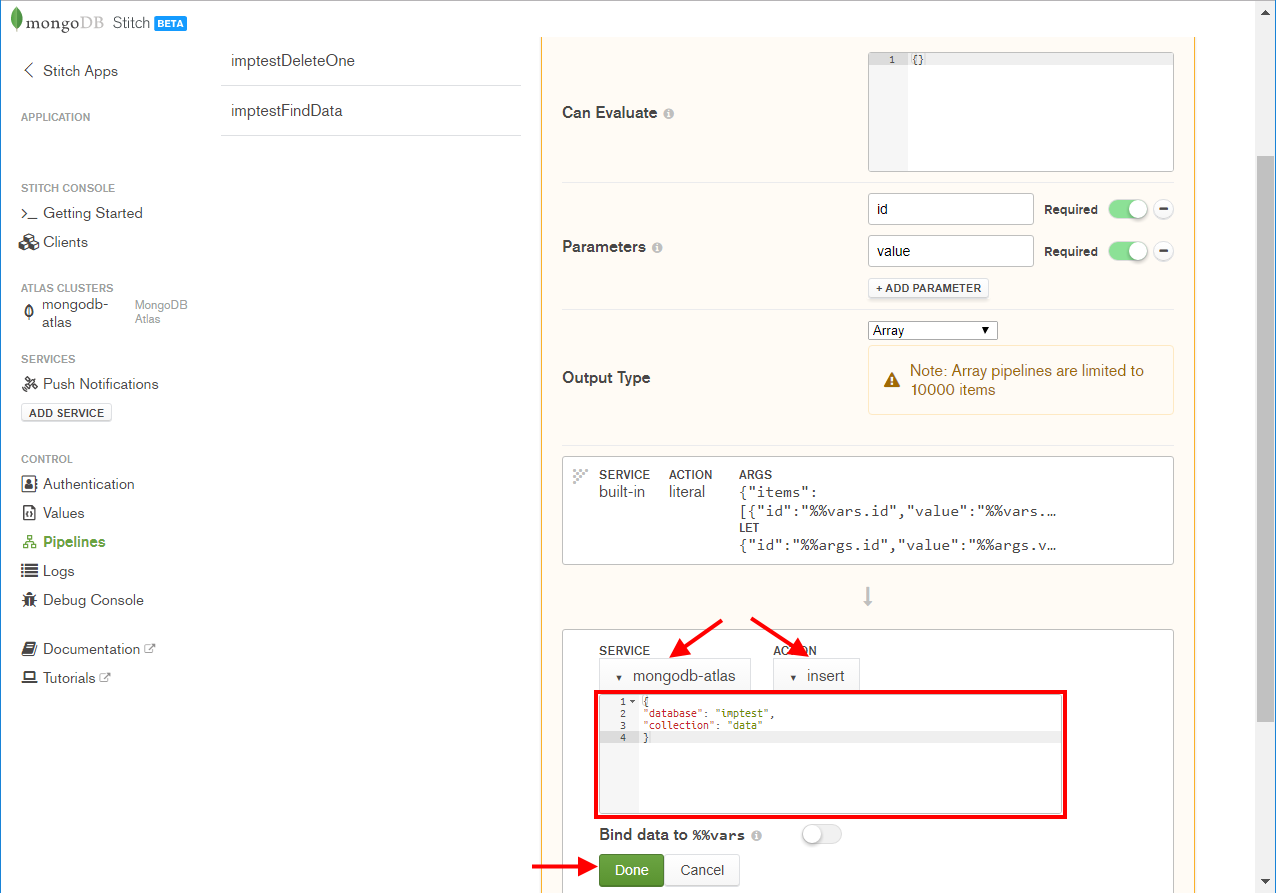 mongoDB Stitch BETA
Stitch Apps
APPLICATION
STITCH CONSOLE
>_ Getting Started
Clients
ATLAS CLUSTERS
mongodb-
atlas
MongoDB
Atlas
SERVICES
Push Notifications
ADD SERVICE
CONTROL
Authentication
Values
Pipelines
Logs
Debug Console
Documentation
Tutorials
imptestDeleteOne
imptestFindData
Can Evaluate
1 {}
Parameters
id Required
value Required
+ ADD PARAMETER
Output Type
Array
Note: Array pipelines are limited to
10000 items
SERVICE ACTION ARGS
built-in literal {"items":
[{"id":"%%vars.id","value":"%%vars.…
LET
{"id":"%%args.id","value":"%%args.v…
SERVICE ACTION
mongodb-atlas insert
1 {
2 "database": "imptest",
3 "collection": "data"
4 }
Bind data to %%vars
Done Cancel